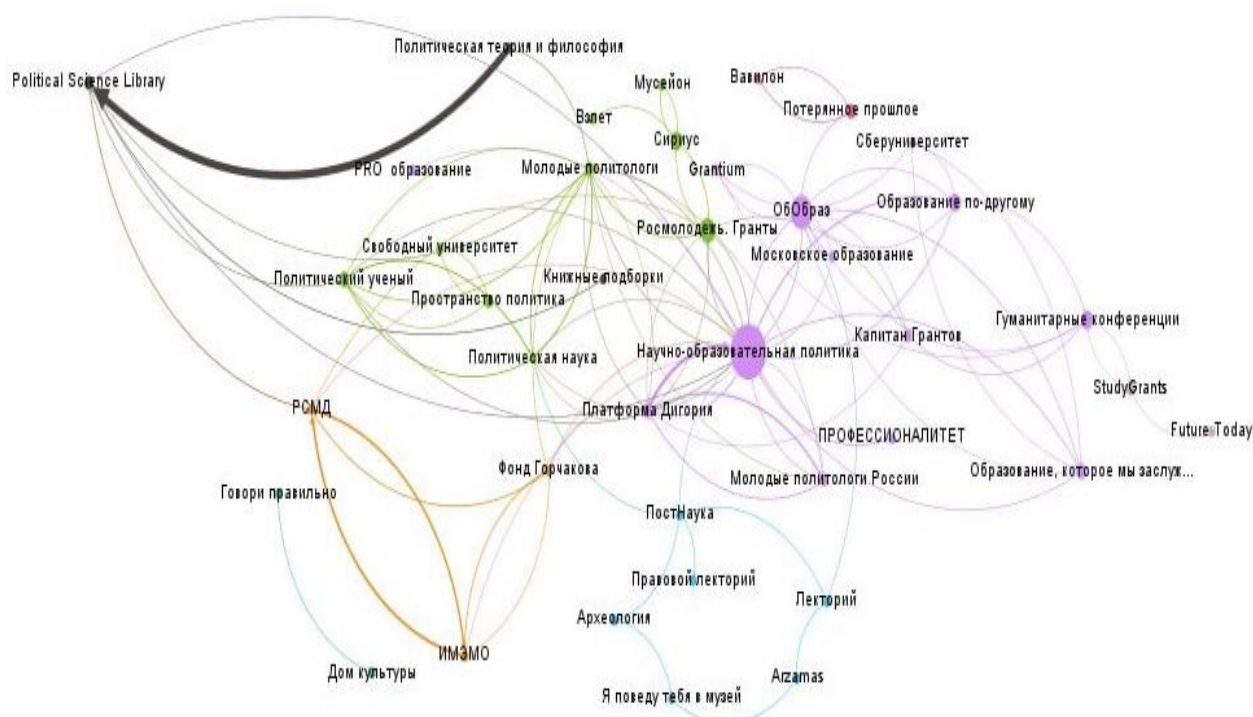 Политическая теория и философия
Political Science Library
Вавилон
Мусейон
Потерянное прошлое
Взлет
Сириус
Сберуниверситет
PRO образование
Молодые политологи
Grantium
ОбОбраз
Образование по-другому
Росмолодежь. Гранты
Свободный университет
Московское образование
Политический ученый
Книжные подборки
Пространство политика
Гуманитарные конференции
Капитан Грантов
Политическая наука
Научно-образовательная политика
StudyGrants
РСМД
Платформа Дигория
Future Today
ПРОФЕССИОНАЛИТЕТ
Фонд Горчакова
Молодые политологи России
Образование, которое мы заслуж...
Говори правильно
ПостНаука
Правовой лекторий
Лекторий
Археология
ИМЭМО
Дом культуры
Arzamas
Я поведу тебя в музей